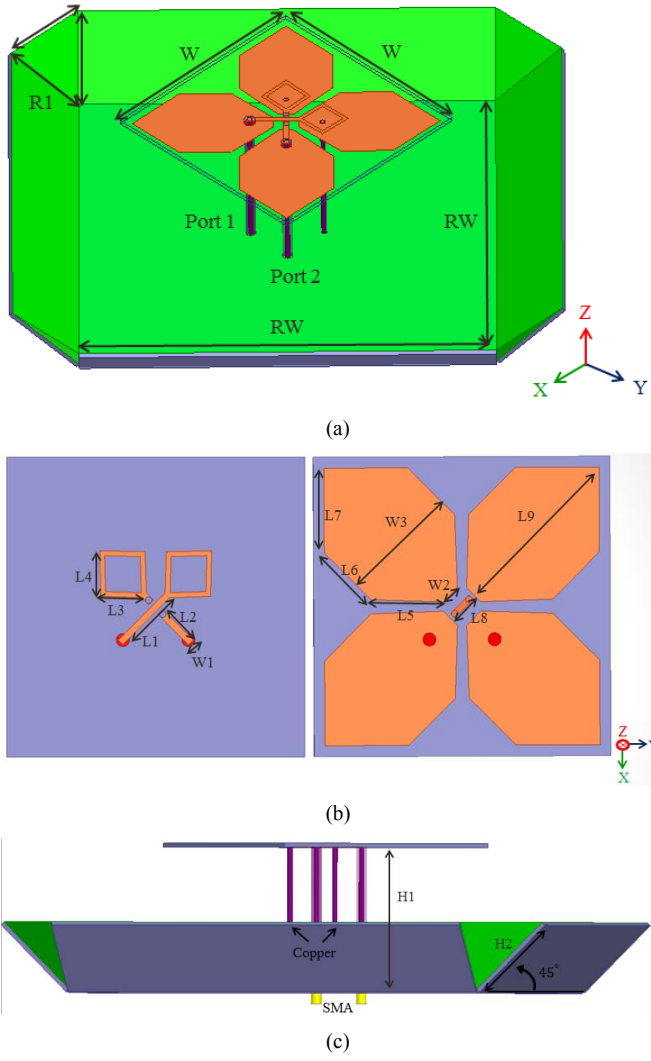 W
W
R1
RW
Port 1
Port 2
RW
Z
X
Y
(a)
L7
W3
L9
L6
L4
W2
L3
L2
L5
L8
L1
W1
Z
Y
X
(b)
H1
H2
Copper
45°
SMA
(c)